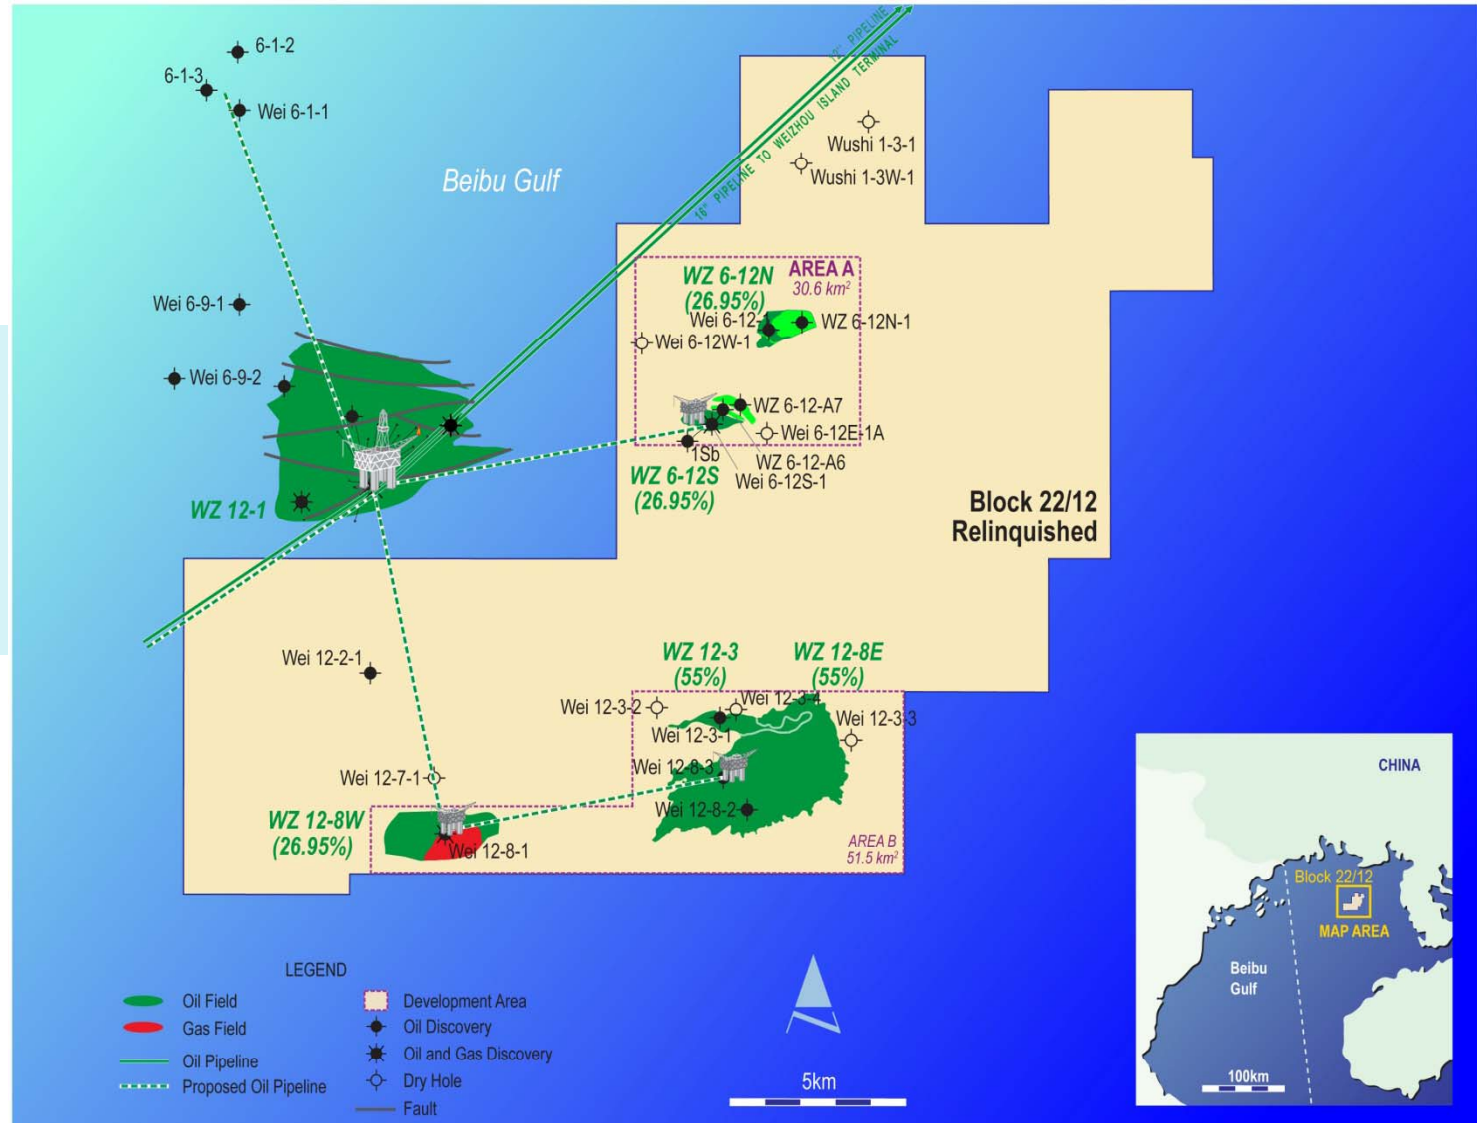 6-1-2
6-1-3
Wei 6-1-1
12" PIPELINE
16" PIPELINE TO WEIZHOU ISLAND TERMINAL
Beibu Gulf
Wushi 1-3-1
Wushi 1-3W-1
WZ 6-12N
(26.95%)
AREA A
30.6 km²
Wei 6-9-1
Wei 6-12-1
WZ 6-12N-1
Wei 6-12W-1
Wei 6-9-2
WZ 6-12-A7
Wei 6-12E-1A
1Sb
WZ 6-12-A6
Wei 6-12S-1
WZ 6-12S
(26.95%)
WZ 12-1
Block 22/12
Relinquished
Wei 12-2-1
WZ 12-3
(55%)
WZ 12-8E
(55%)
Wei 12-3-2
Wei 12-3-4
Wei 12-3-3
Wei 12-3-1
Wei 12-7-1
Wei 12-8-3
Wei 12-8-2
WZ 12-8W
(26.95%)
Wei 12-8-1
AREA B
51.5 km²
CHINA
Block 22/12
MAP AREA
Beibu
Gulf
100km
LEGEND
Oil Field
Gas Field
Oil Pipeline
Proposed Oil Pipeline
Development Area
Oil Discovery
Oil and Gas Discovery
Dry Hole
Fault
5km